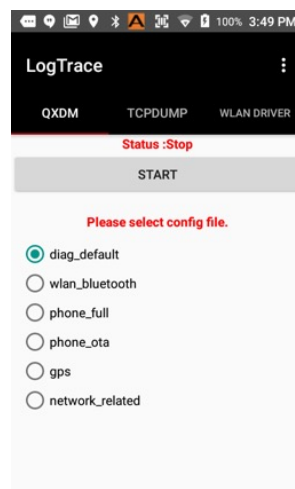 100% 3:49 PM
LogTrace
QXDM TCPDUMP WLAN DRIVER
Status :Stop
START
Please select config file.
diag_default
wlan_bluetooth
phone_full
phone_ota
gps
network_related